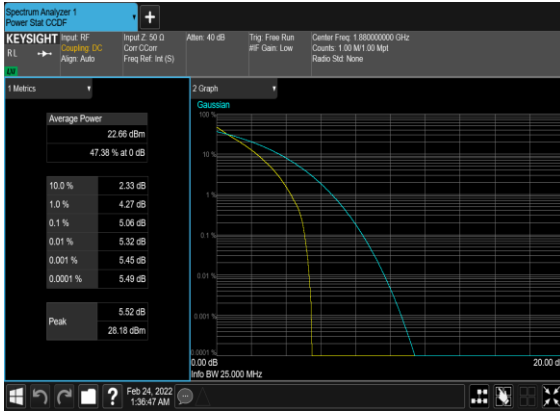 Spectrum Analyzer 1
Power Stat CCDF
KEYSIGHT
RL
Input: RF
Coupling: DC
Align: Auto
Input Z: 50 Ω
Corr CCorr
Freq Ref: Int (S)
Atten: 40 dB
Trig: Free Run
#IF Gain: Low
Center Freq: 1.880000000 GHz
Counts: 1.00 M/1.00 Mpt
Radio Std: None
1 Metrics
Average Power
22.66 dBm
47.38 % at 0 dB
10.0 % 2.33 dB
1.0 % 4.27 dB
0.1 % 5.06 dB
0.01 % 5.32 dB
0.001 % 5.45 dB
0.0001 % 5.49 dB
Peak 5.52 dB
28.18 dBm
2 Graph
Gaussian
100 %
10 %
1 %
0.1 %
0.01 %
0.001 %
0.0001 %
0.00 dB
20.00 d
Info BW 25.000 MHz
?
Feb 24, 2022
1:36:47 AM